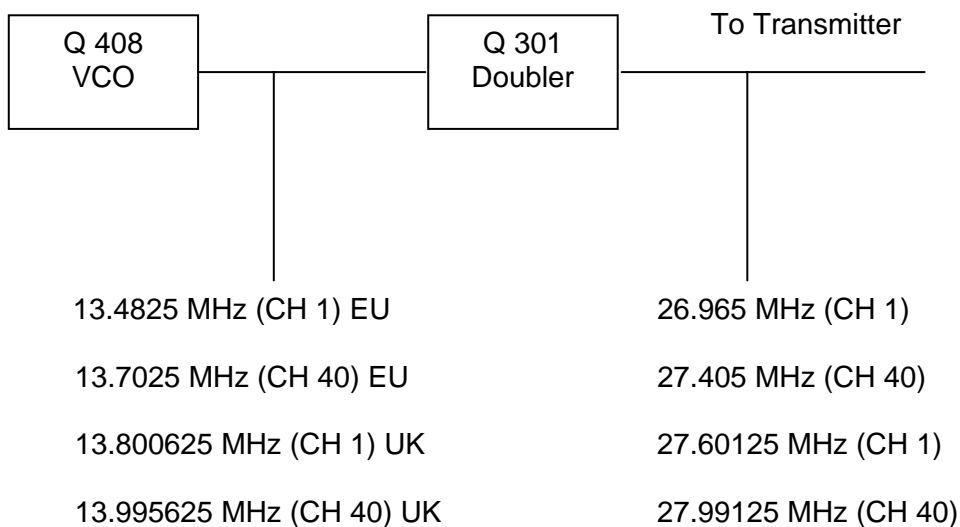 To Transmitter
Q 408
VCO
Q 301
Doubler
13.4825 MHz (CH 1) EU
26.965 MHz (CH 1)
13.7025 MHz (CH 40) EU
27.405 MHz (CH 40)
13.800625 MHz (CH 1) UK
27.60125 MHz (CH 1)
13.995625 MHz (CH 40) UK
27.99125 MHz (CH 40)